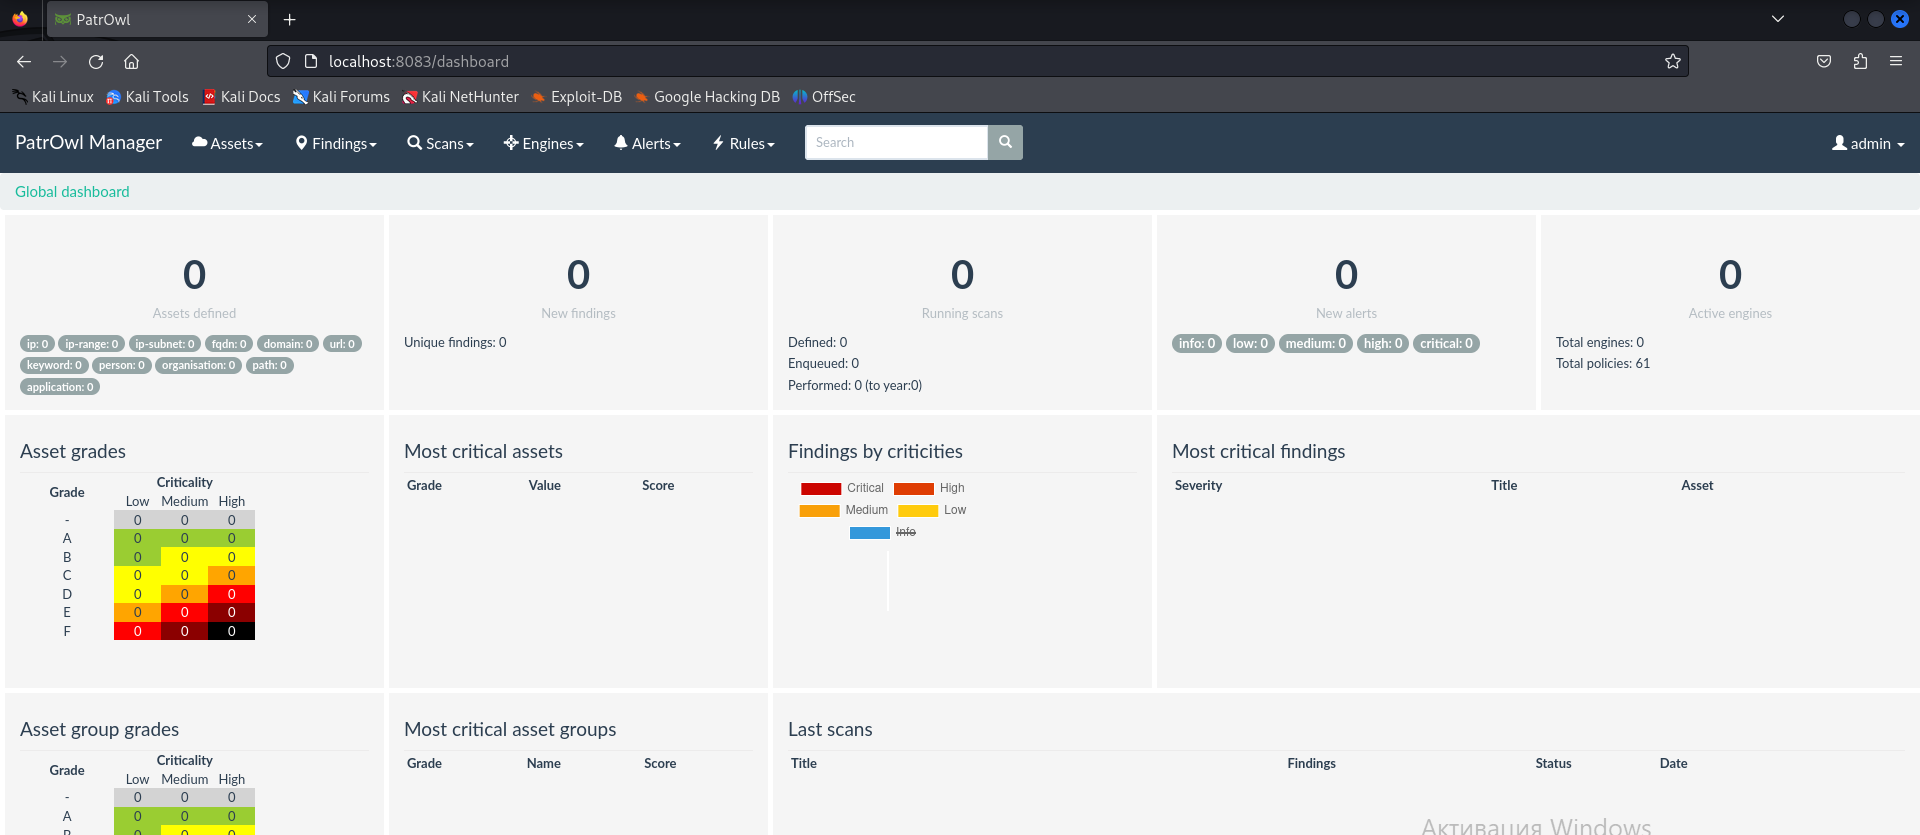 PatrOwl
localhost:8083/dashboard
Kali Linux Kali Tools Kali Docs Kali Forums Kali NetHunter Exploit-DB Google Hacking DB OffSec
PatrOwl Manager Assets Findings Scans Engines Alerts Rules Search admin
Global dashboard
0
Assets defined
ip: 0 ip-range: 0 ip-subnet: 0 fqdn: 0 domain: 0 url: 0
keyword: 0 person: 0 organisation: 0 path: 0
application: 0
0
New findings
Unique findings: 0
0
Running scans
Defined: 0
Enqueued: 0
Performed: 0 (to year:0)
0
New alerts
info: 0 low: 0 medium: 0 high: 0 critical: 0
0
Active engines
Total engines: 0
Total policies: 61
Asset grades
Criticality
Grade
Low Medium High
- 0 0 0
A 0 0 0
B 0 0 0
C 0 0 0
D 0 0 0
E 0 0 0
F 0 0 0
Most critical assets
Grade Value Score
Findings by criticities
Critical High
Medium Low
Info
Most critical findings
Severity Title Asset
Asset group grades
Criticality
Grade
Low Medium High
- 0 0 0
A 0 0 0
B 0 0 0
Most critical asset groups
Grade Name Score
Last scans
Title Findings Status Date
Активация Windows